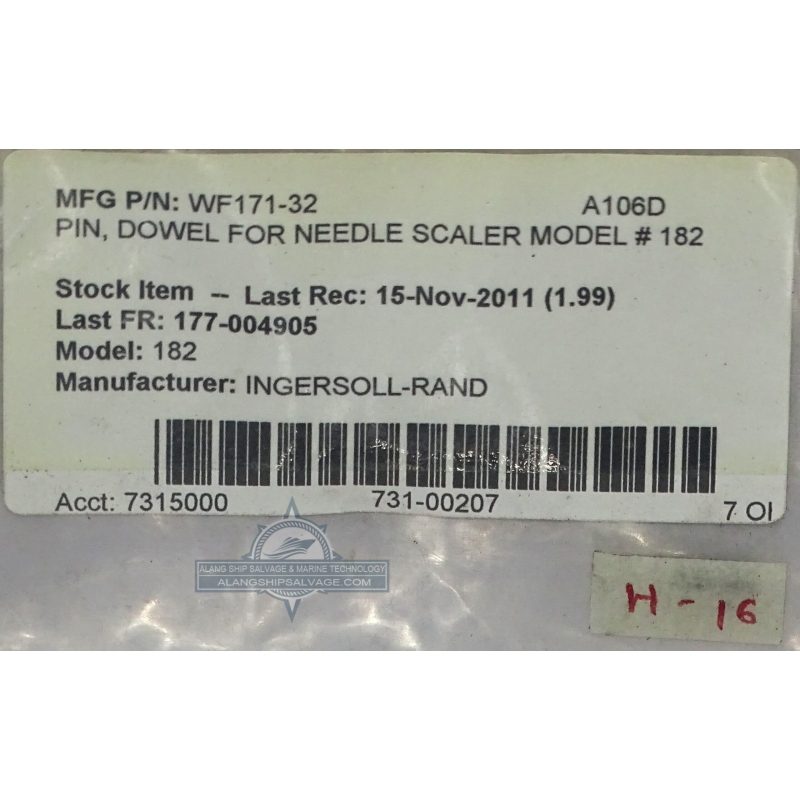 MFG P/N: WF171-32 A106D
PIN, DOWEL FOR NEEDLE SCALER MODEL # 182
Stock Item -- Last Rec: 15-Nov-2011 (1.99)
Last FR: 177-004905
Model: 182
Manufacturer: INGERSOLL-RAND
Acct: 7315000 731-00207 7 OI
ALANG SHIP SALVAGE & MARINE TECHNOLOGY
ALANGSHIPSALVAGE.COM
H-16